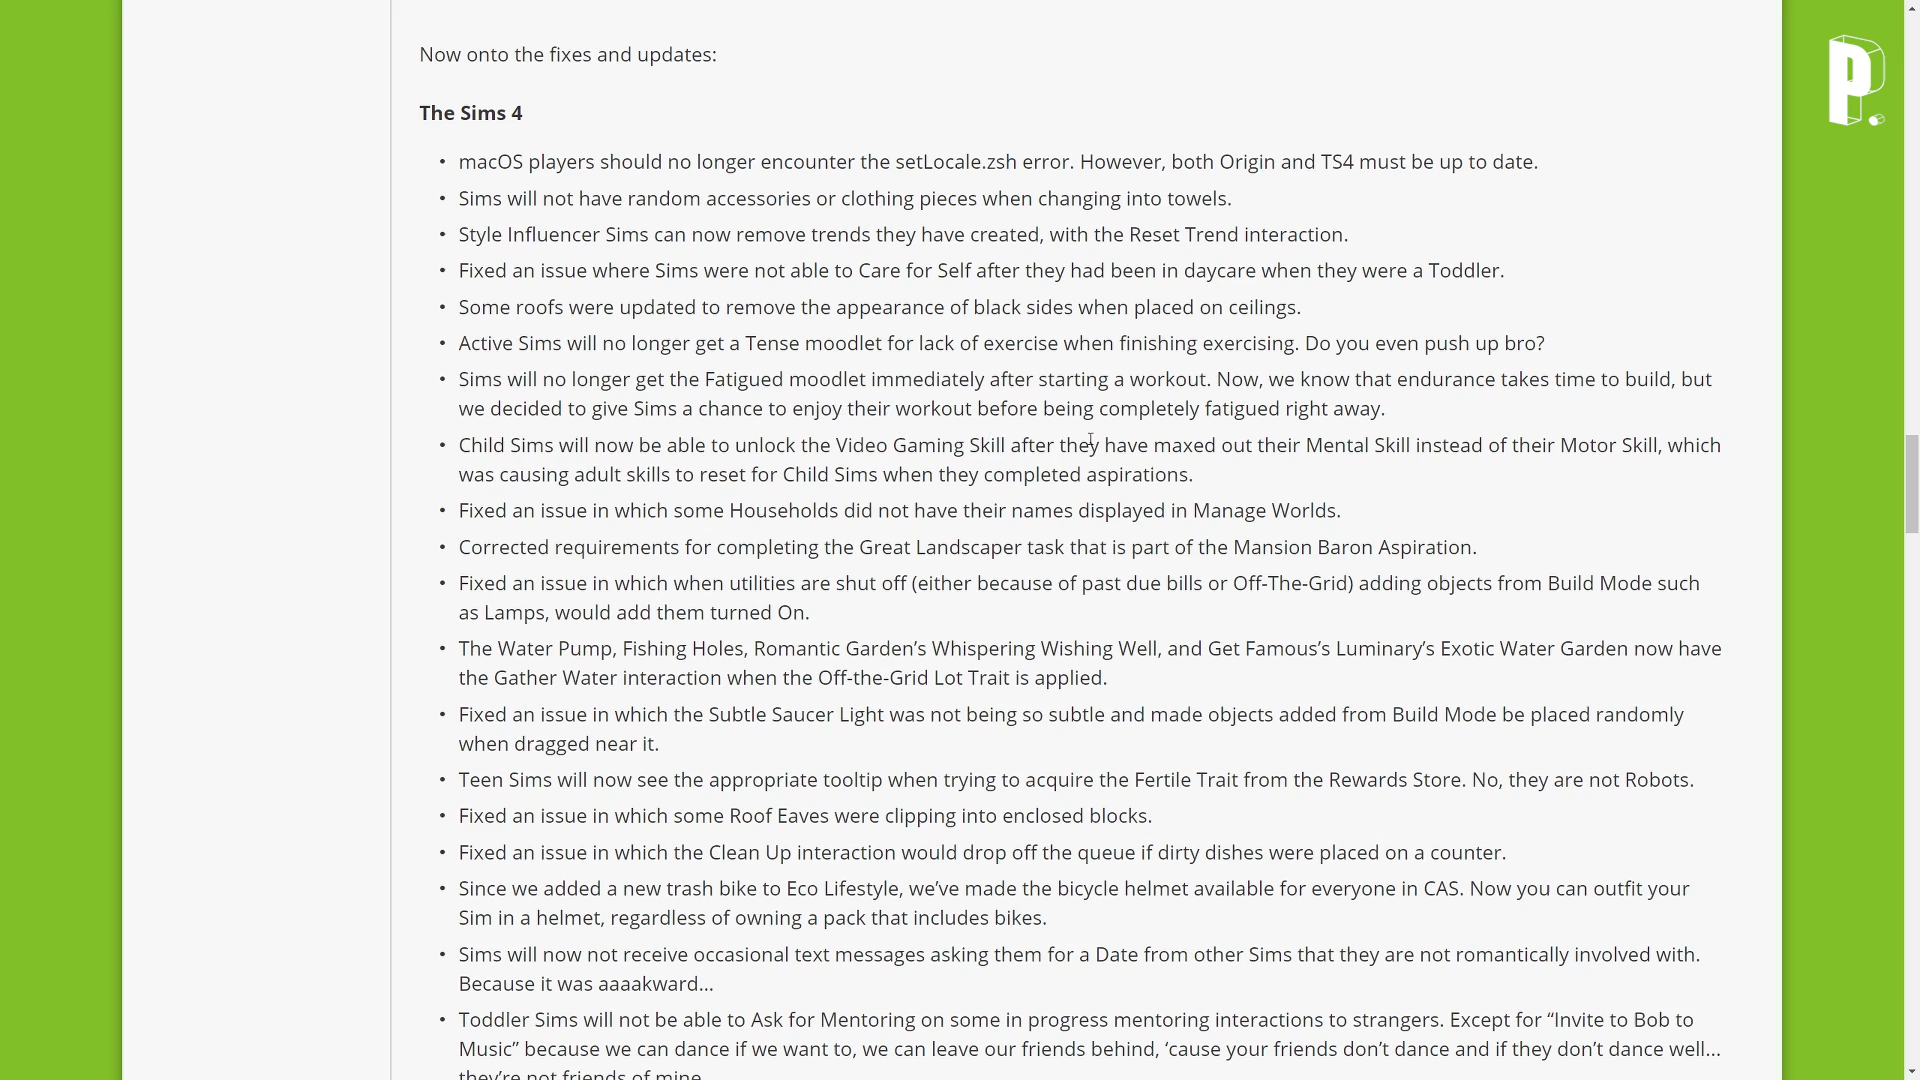 Now onto the fixes and updates:
The Sims 4
• macOS players should no longer encounter the setLocale.zsh error. However, both Origin and TS4 must be up to date.
• Sims will not have random accessories or clothing pieces when changing into towels.
• Style Influencer Sims can now remove trends they have created, with the Reset Trend interaction.
• Fixed an issue where Sims were not able to Care for Self after they had been in daycare when they were a Toddler.
• Some roofs were updated to remove the appearance of black sides when placed on ceilings.
• Active Sims will no longer get a Tense moodlet for lack of exercise when finishing exercising. Do you even push up bro?
• Sims will no longer get the Fatigued moodlet immediately after starting a workout. Now, we know that endurance takes time to build, but
we decided to give Sims a chance to enjoy their workout before being completely fatigued right away.
• Child Sims will now be able to unlock the Video Gaming Skill after they have maxed out their Mental Skill instead of their Motor Skill, which
was causing adult skills to reset for Child Sims when they completed aspirations.
• Fixed an issue in which some Households did not have their names displayed in Manage Worlds.
• Corrected requirements for completing the Great Landscaper task that is part of the Mansion Baron Aspiration.
• Fixed an issue in which when utilities are shut off (either because of past due bills or Off-The-Grid) adding objects from Build Mode such
as Lamps, would add them turned On.
• The Water Pump, Fishing Holes, Romantic Garden’s Whispering Wishing Well, and Get Famous’s Luminary’s Exotic Water Garden now have
the Gather Water interaction when the Off-the-Grid Lot Trait is applied.
• Fixed an issue in which the Subtle Saucer Light was not being so subtle and made objects added from Build Mode be placed randomly
when dragged near it.
• Teen Sims will now see the appropriate tooltip when trying to acquire the Fertile Trait from the Rewards Store. No, they are not Robots.
• Fixed an issue in which some Roof Eaves were clipping into enclosed blocks.
• Fixed an issue in which the Clean Up interaction would drop off the queue if dirty dishes were placed on a counter.
• Since we added a new trash bike to Eco Lifestyle, we’ve made the bicycle helmet available for everyone in CAS. Now you can outfit your
Sim in a helmet, regardless of owning a pack that includes bikes.
• Sims will now not receive occasional text messages asking them for a Date from other Sims that they are not romantically involved with.
Because it was aaaakward…
• Toddler Sims will not be able to Ask for Mentoring on some in progress mentoring interactions to strangers. Except for “Invite to Bob to
Music” because we can dance if we want to, we can leave our friends behind, ‘cause your friends don’t dance and if they don’t dance well…
they’re not friends of mine.
P.